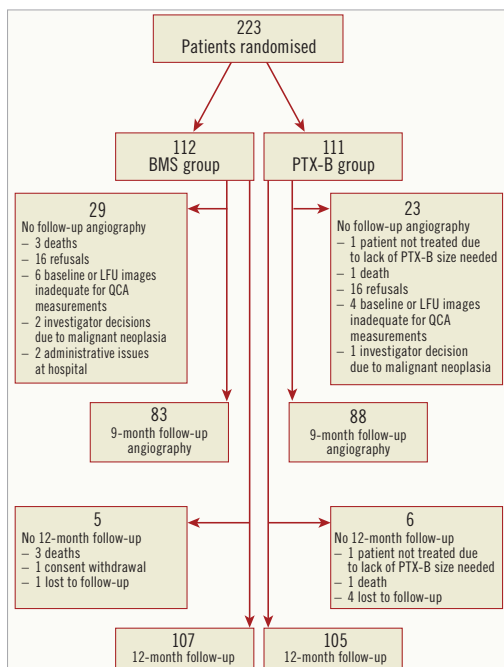 223
Patients randomised
112
BMS group
111
PTX-B group
29
No follow-up angiography
– 3 deaths
– 16 refusals
– 6 baseline or LFU images
inadequate for QCA
measurements
– 2 investigator decisions
due to malignant neoplasia
– 2 administrative issues
at hospital
23
No follow-up angiography
– 1 patient not treated due
to lack of PTX-B size needed
– 1 death
– 16 refusals
– 4 baseline or LFU images
inadequate for QCA
measurements
– 1 investigator decision
due to malignant neoplasia
83
9-month follow-up
angiography
88
9-month follow-up
angiography
5
No 12-month follow-up
– 3 deaths
– 1 consent withdrawal
– 1 lost to follow-up
6
No 12-month follow-up
– 1 patient not treated due
to lack of PTX-B size needed
– 1 death
– 4 lost to follow-up
107
12-month follow-up
105
12-month follow-up